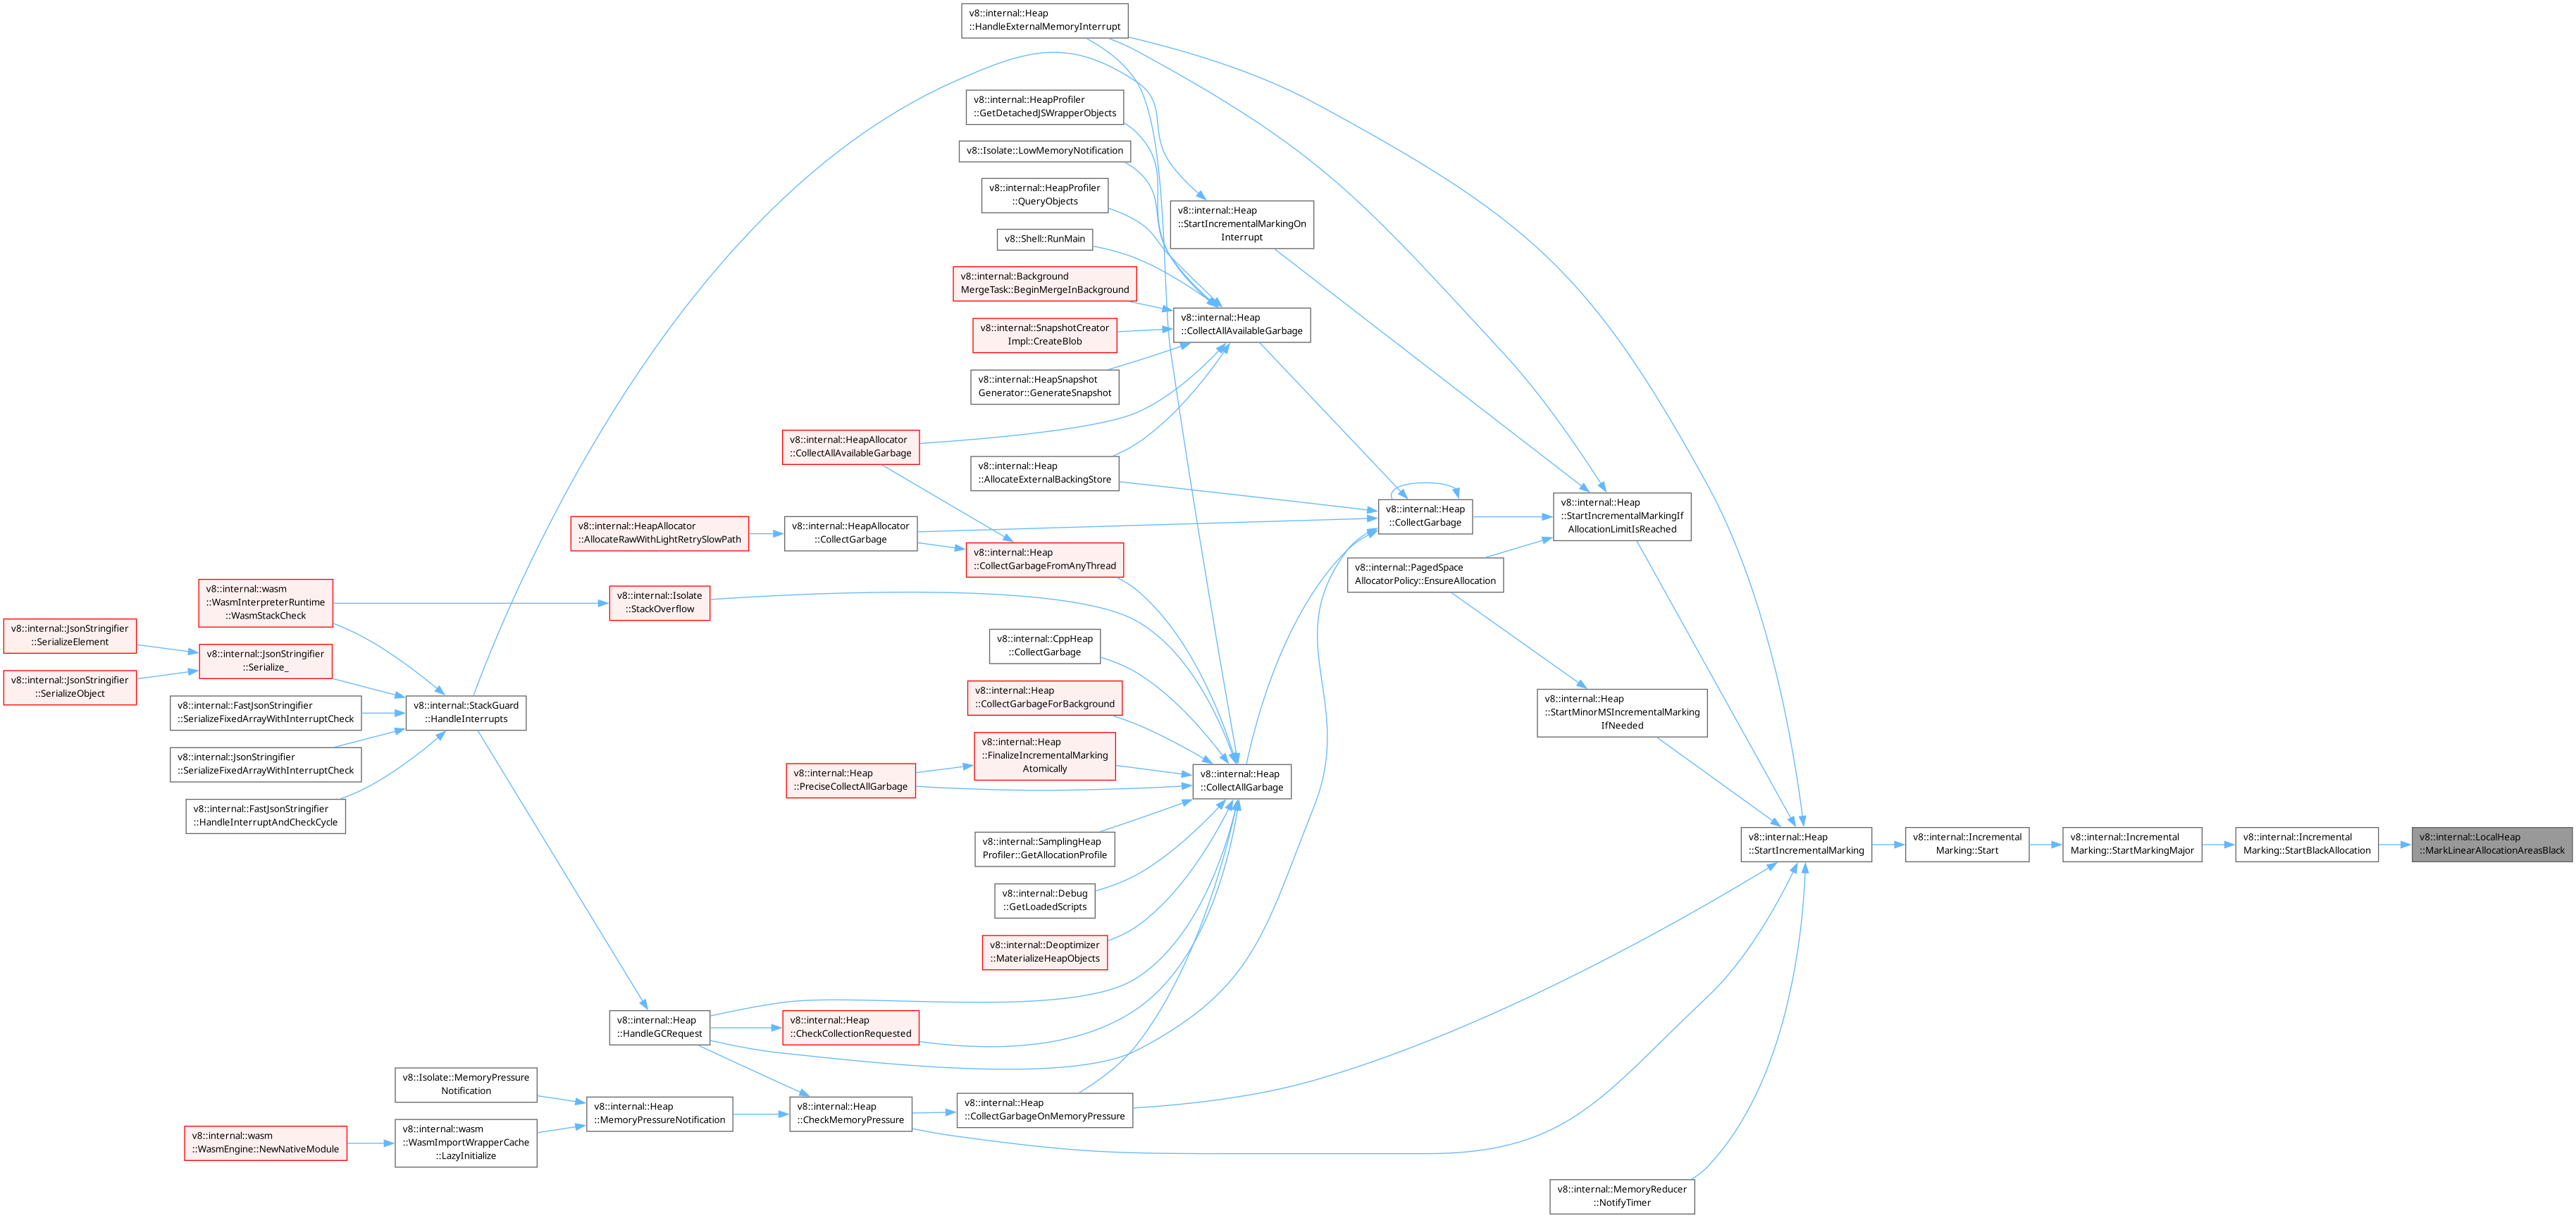 v8::internal::Heap
::HandleExternalMemoryInterrupt
v8::internal::HeapProfiler
::GetDetachedJSWrapperObjects
v8::Isolate::LowMemoryNotification
v8::internal::HeapProfiler
::QueryObjects
v8::internal::Heap
::StartIncrementalMarkingOn
Interrupt
v8::Shell::RunMain
v8::internal::Background
MergeTask::BeginMergeInBackground
v8::internal::Heap
::CollectAllAvailableGarbage
v8::internal::SnapshotCreator
Impl::CreateBlob
v8::internal::HeapSnapshot
Generator::GenerateSnapshot
v8::internal::HeapAllocator
::CollectAllAvailableGarbage
v8::internal::Heap
::AllocateExternalBackingStore
v8::internal::Heap
::CollectGarbage
v8::internal::Heap
::StartIncrementalMarkingIf
AllocationLimitIsReached
v8::internal::HeapAllocator
::AllocateRawWithLightRetrySlowPath
v8::internal::HeapAllocator
::CollectGarbage
v8::internal::Heap
::CollectGarbageFromAnyThread
v8::internal::PagedSpace
AllocatorPolicy::EnsureAllocation
v8::internal::wasm
::WasmInterpreterRuntime
::WasmStackCheck
v8::internal::Isolate
::StackOverflow
v8::internal::JsonStringifier
::SerializeElement
v8::internal::JsonStringifier
::Serialize_
v8::internal::CppHeap
::CollectGarbage
v8::internal::JsonStringifier
::SerializeObject
v8::internal::FastJsonStringifier
::SerializeFixedArrayWithInterruptCheck
v8::internal::StackGuard
::HandleInterrupts
v8::internal::Heap
::CollectGarbageForBackground
v8::internal::Heap
::StartMinorMSIncrementalMarking
IfNeeded
v8::internal::JsonStringifier
::SerializeFixedArrayWithInterruptCheck
v8::internal::Heap
::FinalizeIncrementalMarking
Atomically
v8::internal::Heap
::PreciseCollectAllGarbage
v8::internal::Heap
::CollectAllGarbage
v8::internal::FastJsonStringifier
::HandleInterruptAndCheckCycle
v8::internal::SamplingHeap
Profiler::GetAllocationProfile
v8::internal::Heap
::StartIncrementalMarking
v8::internal::Incremental
Marking::Start
v8::internal::Incremental
Marking::StartMarkingMajor
v8::internal::Incremental
Marking::StartBlackAllocation
v8::internal::LocalHeap
::MarkLinearAllocationAreasBlack
v8::internal::Debug
::GetLoadedScripts
v8::internal::Deoptimizer
::MaterializeHeapObjects
v8::internal::Heap
::HandleGCRequest
v8::internal::Heap
::CheckCollectionRequested
v8::Isolate::MemoryPressure
Notification
v8::internal::Heap
::MemoryPressureNotification
v8::internal::Heap
::CheckMemoryPressure
v8::internal::Heap
::CollectGarbageOnMemoryPressure
v8::internal::wasm
::WasmEngine::NewNativeModule
v8::internal::wasm
::WasmImportWrapperCache
::LazyInitialize
v8::internal::MemoryReducer
::NotifyTimer